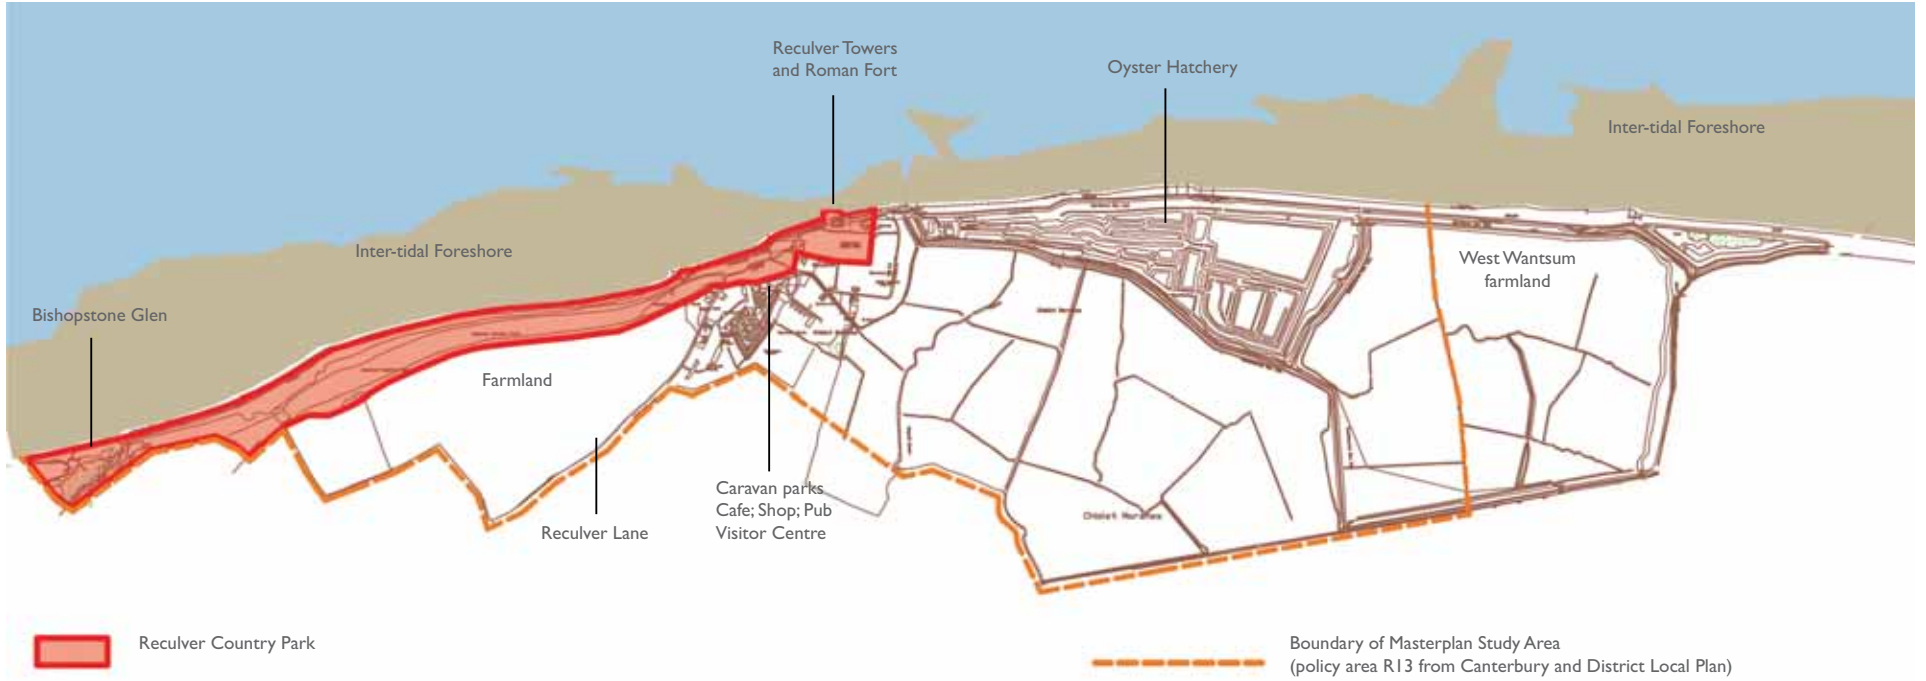 Reculver Towers
and Roman Fort
Oyster Hatchery
Inter-tidal Foreshore
Inter-tidal Foreshore
West Wantsum
farmland
Bishopstone Glen
Farmland
Caravan parks
Cafe; Shop; Pub
Visitor Centre
Reculver Lane
Chislet Marshes
Reculver Country Park
Boundary of Masterplan Study Area
(policy area R13 from Canterbury and District Local Plan)